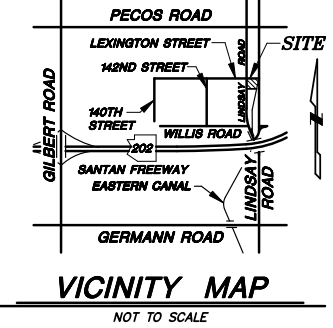 PECOS ROAD
LEXINGTON STREET
SITE
142ND STREET
LINDSAY ROAD
GILBERT ROAD
140TH
STREET
WILLIS ROAD
202
SANTAN FREEWAY
EASTERN CANAL
LINDSAY
ROAD
GERMANN ROAD
VICINITY MAP
NOT TO SCALE